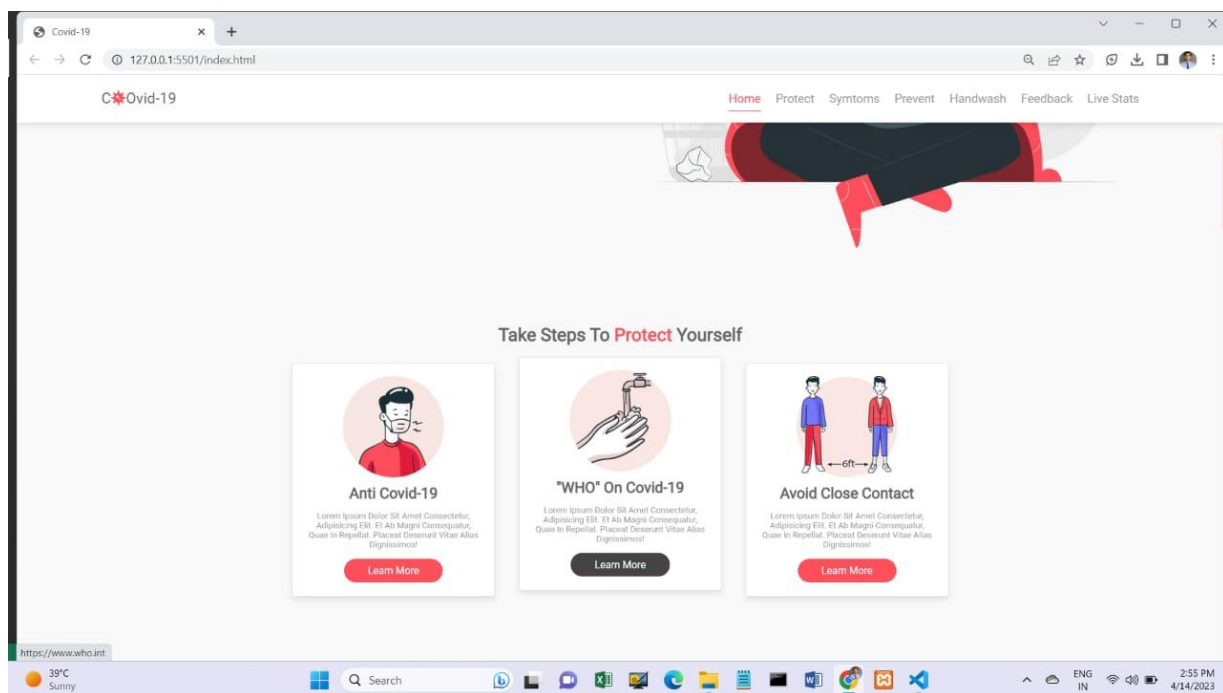 Covid-19
127.0.0.1:5501/index.html
COvid-19
Home Protect Symtoms Prevent Handwash Feedback Live Stats
Take Steps To Protect Yourself
6ft
Anti Covid-19
Lorem Ipsum Dolor Sit Amet Consectetur,
Adipisicing Elit. Et Ab Magni Consequatur,
Quae In Repellat. Placeat Deserunt Vitae Alias
Dignissimos!
Learn More
"WHO" On Covid-19
Lorem Ipsum Dolor Sit Amet Consectetur,
Adipisicing Elit. Et Ab Magni Consequatur,
Quae In Repellat. Placeat Deserunt Vitae Alias
Dignissimos!
Learn More
Avoid Close Contact
Lorem Ipsum Dolor Sit Amet Consectetur,
Adipisicing Elit. Et Ab Magni Consequatur,
Quae In Repellat. Placeat Deserunt Vitae Alias
Dignissimos!
Learn More
https://www.who.int
39°C
Sunny
Search
ENG
IN
2:55 PM
4/14/2023